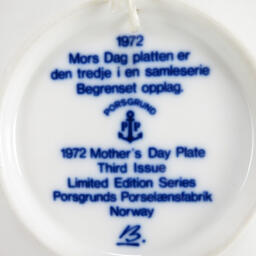 1972
Mors Dag platten er
den tredje i en samleserie
Begrenset opplag.
PORSGRUND
P P
1972 Mother's Day Plate
Third Issue
Limited Edition Series
Porsgrunds Porselænsfabrik
Norway